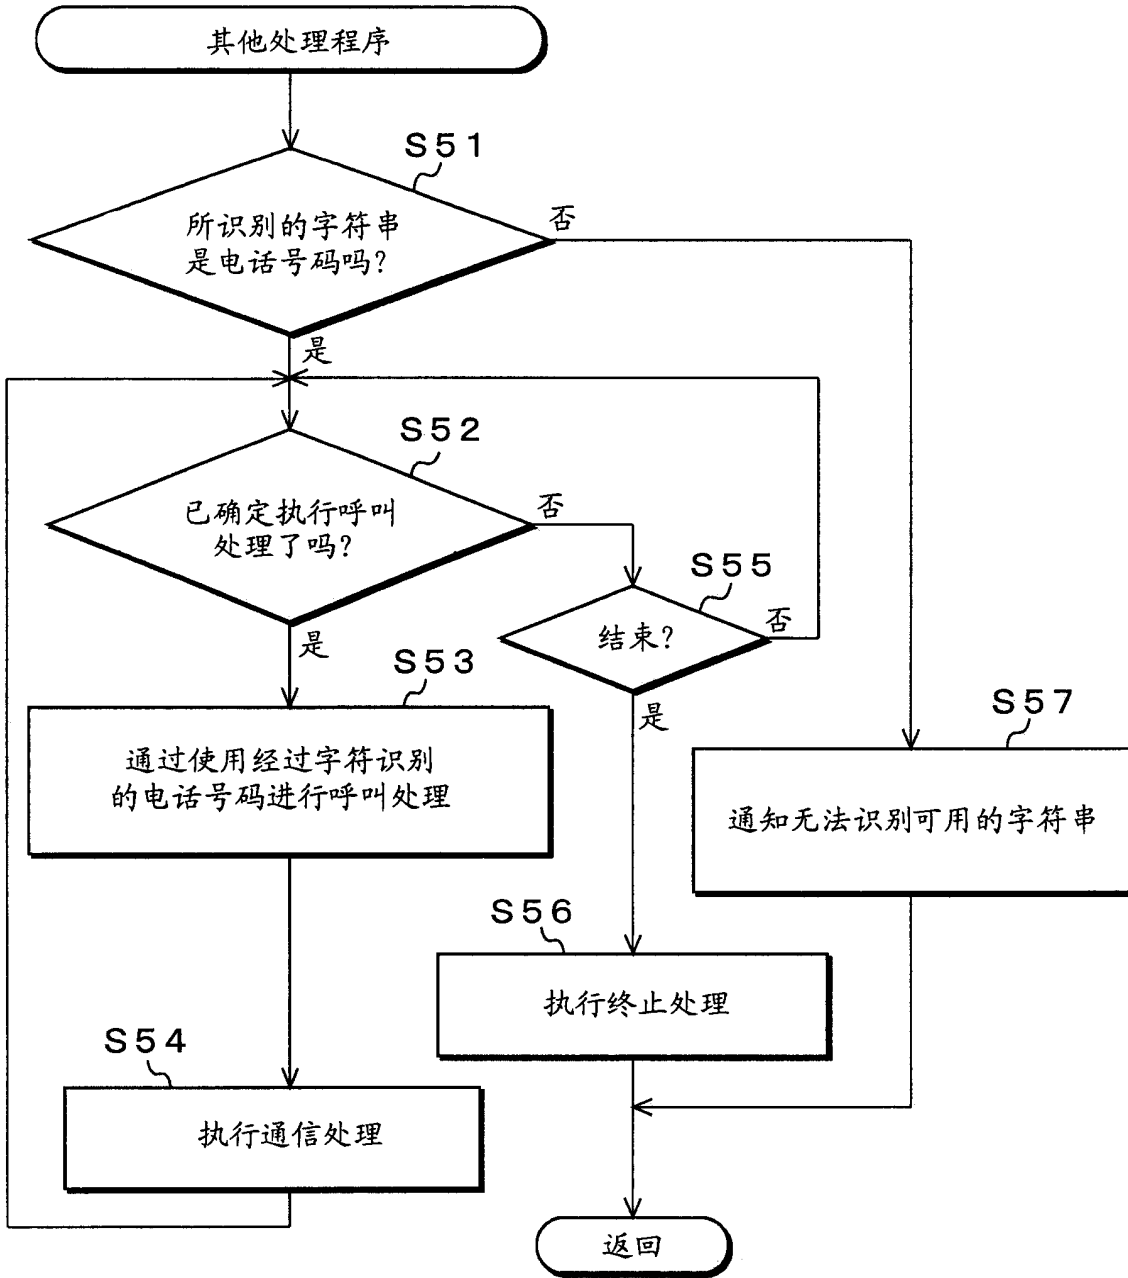 其他处理程序
S51
所识别的字符串
是电话号码吗？
否
是
S52
已确定执行呼叫
处理了吗？
否
是
S55
结束？
否
是
S53
通过使用经过字符识别
的电话号码进行呼叫处理
S57
通知无法识别可用的字符串
S56
执行终止处理
S54
执行通信处理
返回